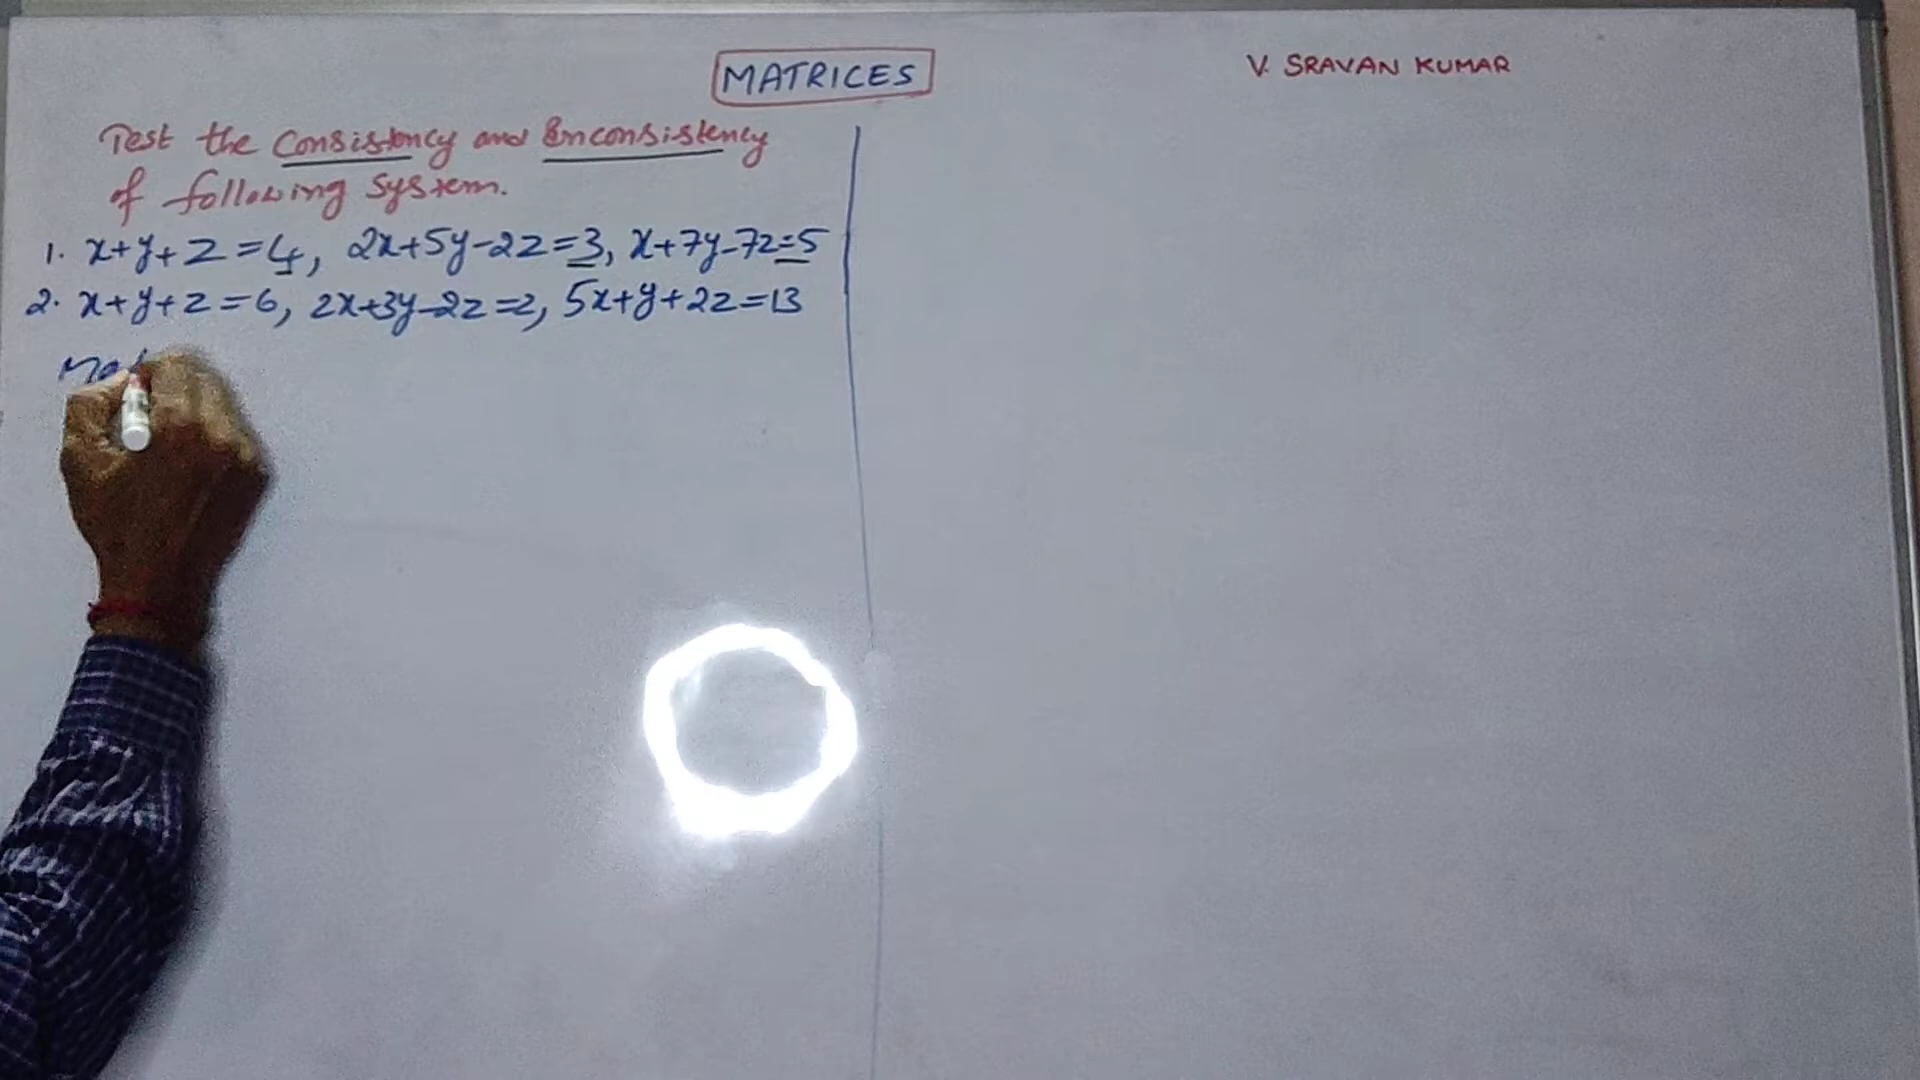 MATRICES
V. SRAVAN KUMAR
Test the Consistency and Inconsistency
of following System.
1. x+y+z=4, 2x+5y-2z=3, x+7y-7z=5
2. x+y+z=6, 2x+3y-2z=2, 5x+y+2z=13